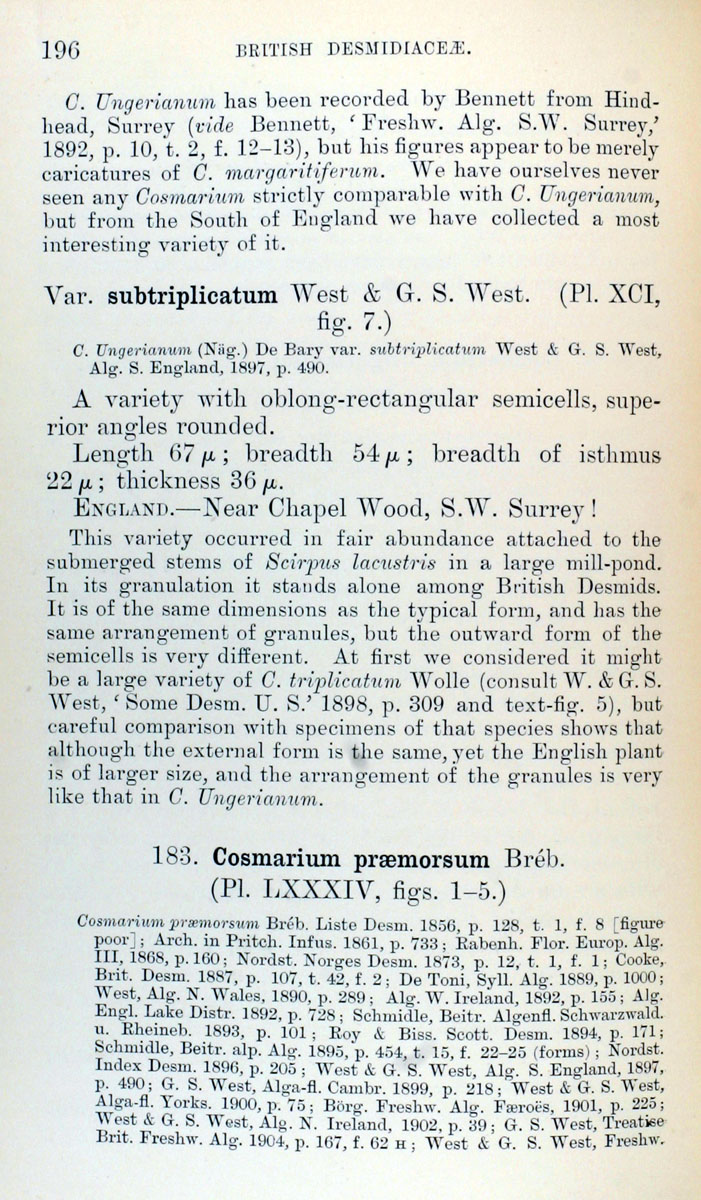 196 BRITISH DESMIDIACEÆ.
C. Ungerianum has been recorded by Bennett from Hind-
head, Surrey (vide Bennett, ‘Freshw. Alg. S.W. Surrey,’
1892, p. 10, t. 2, f. 12–13), but his figures appear to be merely
caricatures of C. margaritiferum. We have ourselves never
seen any Cosmarium strictly comparable with C. Ungerianum,
but from the South of England we have collected a most
interesting variety of it.
Var. subtriplicatum West & G. S. West. (Pl. XCI,
fig. 7.)
C. Ungerianum (Näg.) De Bary var. subtriplicatum West & G. S. West,
Alg. S. England, 1897, p. 490.
A variety with oblong-rectangular semicells, supe-
rior angles rounded.
Length 67 μ; breadth 54 μ; breadth of isthmus
22 μ; thickness 36 μ.
ENGLAND.—Near Chapel Wood, S.W. Surrey!
This variety occurred in fair abundance attached to the
submerged stems of Scirpus lacustris in a large mill-pond.
In its granulation it stands alone among British Desmids.
It is of the same dimensions as the typical form, and has the
same arrangement of granules, but the outward form of the
semicells is very different. At first we considered it might
be a large variety of C. triplicatum Wolle (consult W. & G. S.
West, ‘Some Desm. U. S.’ 1898, p. 309 and text-fig. 5), but
careful comparison with specimens of that species shows that
although the external form is the same, yet the English plant
is of larger size, and the arrangement of the granules is very
like that in C. Ungerianum.
183. Cosmarium præmorsum Bréb.
(Pl. LXXXIV, figs. 1–5.)
Cosmarium præmorsum Bréb. Liste Desm. 1856, p. 128, t. 1, f. 8 [figure
poor]; Arch. in Pritch. Infus. 1861, p. 733; Rabenh. Flor. Europ. Alg.
III, 1868, p. 160; Nordst. Norges Desm. 1873, p. 12, t. 1, f. 1; Cooke,
Brit. Desm. 1887, p. 107, t. 42, f. 2; De Toni, Syll. Alg. 1889, p. 1000;
West, Alg. N. Wales, 1890, p. 289; Alg. W. Ireland, 1892, p. 155; Alg.
Engl. Lake Distr. 1892, p. 728; Schmidle, Beitr. Algenfl. Schwarzwald.
u. Rheineb. 1893, p. 101; Roy & Biss. Scott. Desm. 1894, p. 171;
Schmidle, Beitr. alp. Alg. 1895, p. 454, t. 15, f. 22–25 (forms); Nordst.
Index Desm. 1896, p. 205; West & G. S. West, Alg. S. England, 1897,
p. 490; G. S. West, Alga-fl. Cambr. 1899, p. 218; West & G. S. West,
Alga-fl. Yorks. 1900, p. 75; Börg. Freshw. Alg. Færoës, 1901, p. 225;
West & G. S. West, Alg. N. Ireland, 1902, p. 39; G. S. West, Treatise
Brit. Freshw. Alg. 1904, p. 167, f. 62 H; West & G. S. West, Freshw.